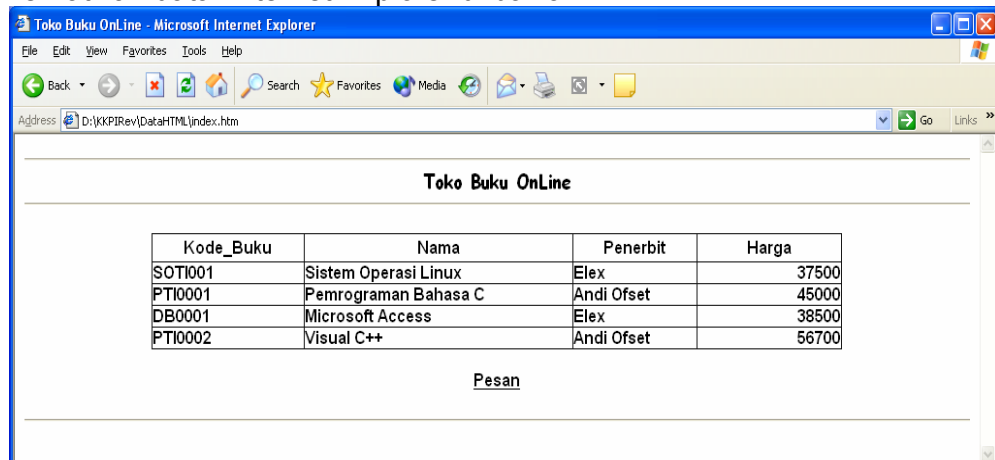 Toko Buku OnLine - Microsoft Internet Explorer
File Edit View Favorites Tools Help
Back Search Favorites Media
Address D:\KKPIRev\DataHTML\index.htm Go Links »
Toko Buku OnLine
Kode_Buku Nama Penerbit Harga
SOTI001 Sistem Operasi Linux Elex 37500
PTI0001 Pemrograman Bahasa C Andi Ofset 45000
DB0001 Microsoft Access Elex 38500
PTI0002 Visual C++ Andi Ofset 56700
Pesan